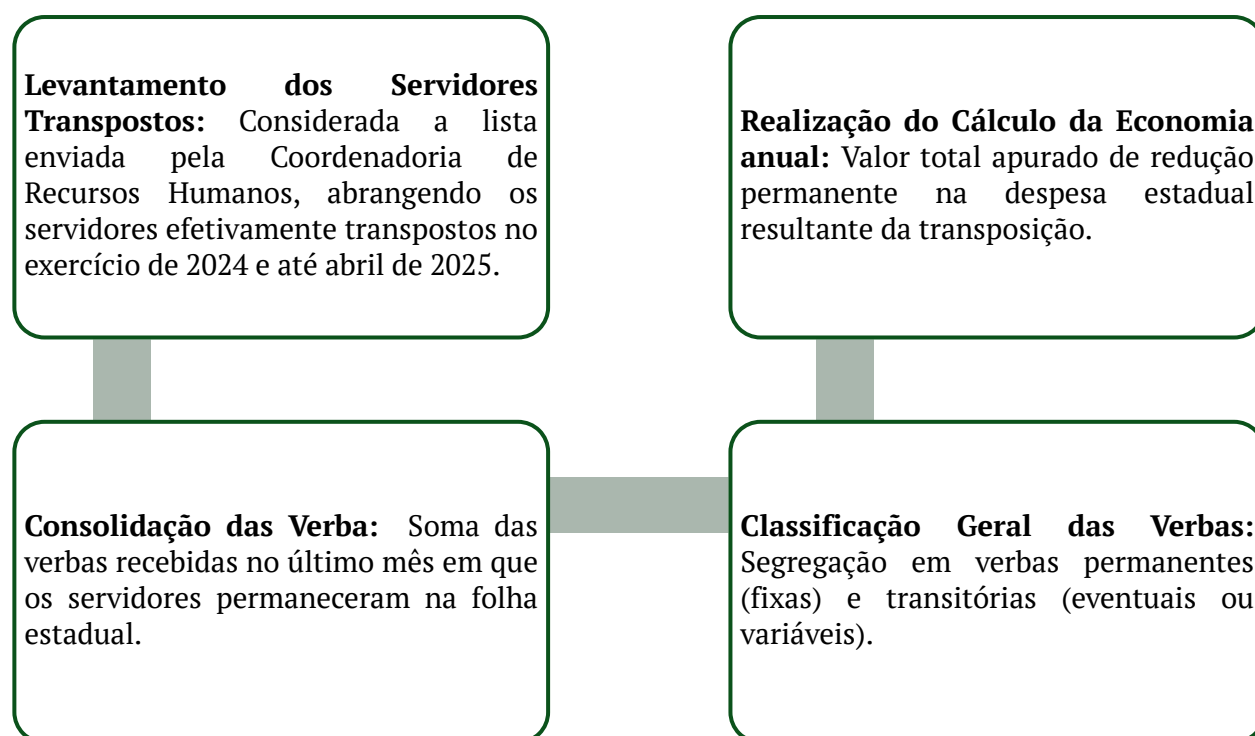 Levantamento dos Servidores
Transpostos: Considerada a lista
enviada pela Coordenadoria de
Recursos Humanos, abrangendo os
servidores efetivamente transpostos no
exercício de 2024 e até abril de 2025.
Consolidação das Verba: Soma das
verbas recebidas no último mês em que
os servidores permaneceram na folha
estadual.
Classificação Geral das Verbas:
Segregação em verbas permanentes
(fixas) e transitórias (eventuais ou
variáveis).
Realização do Cálculo da Economia
anual: Valor total apurado de redução
permanente na despesa estadual
resultante da transposição.